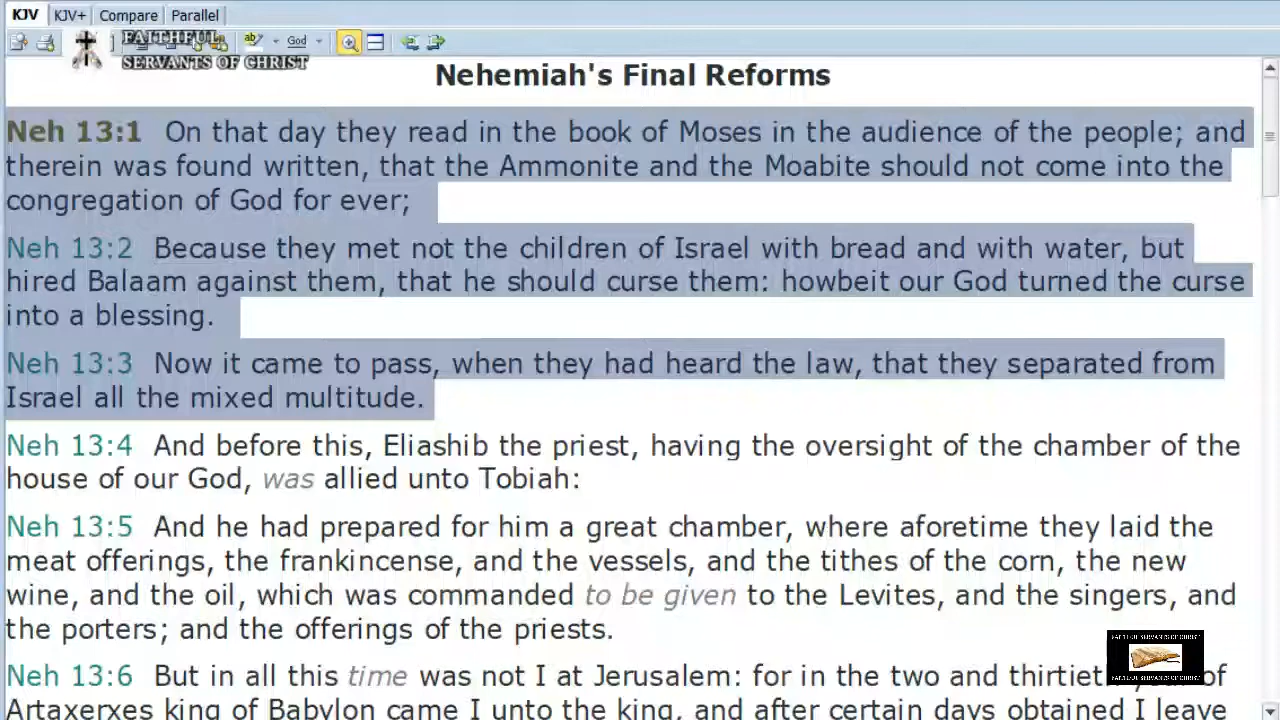 KJV KJV+ Compare Parallel
FAITHFUL
SERVANTS OF CHRIST
God
Nehemiah's Final Reforms
Neh 13:1 On that day they read in the book of Moses in the audience of the people; and
therein was found written, that the Ammonite and the Moabite should not come into the
congregation of God for ever;
Neh 13:2 Because they met not the children of Israel with bread and with water, but
hired Balaam against them, that he should curse them: howbeit our God turned the curse
into a blessing.
Neh 13:3 Now it came to pass, when they had heard the law, that they separated from
Israel all the mixed multitude.
Neh 13:4 And before this, Eliashib the priest, having the oversight of the chamber of the
house of our God, was allied unto Tobiah:
Neh 13:5 And he had prepared for him a great chamber, where aforetime they laid the
meat offerings, the frankincense, and the vessels, and the tithes of the corn, the new
wine, and the oil, which was commanded to be given to the Levites, and the singers, and
the porters; and the offerings of the priests.
FAITHFUL SERVANTS OF CHRIST
FAITHFUL SERVANTS OF CHRIST
Neh 13:6 But in all this time was not I at Jerusalem: for in the two and thirtieth year of
Artaxerxes king of Babylon came I unto the king, and after certain days obtained I leave